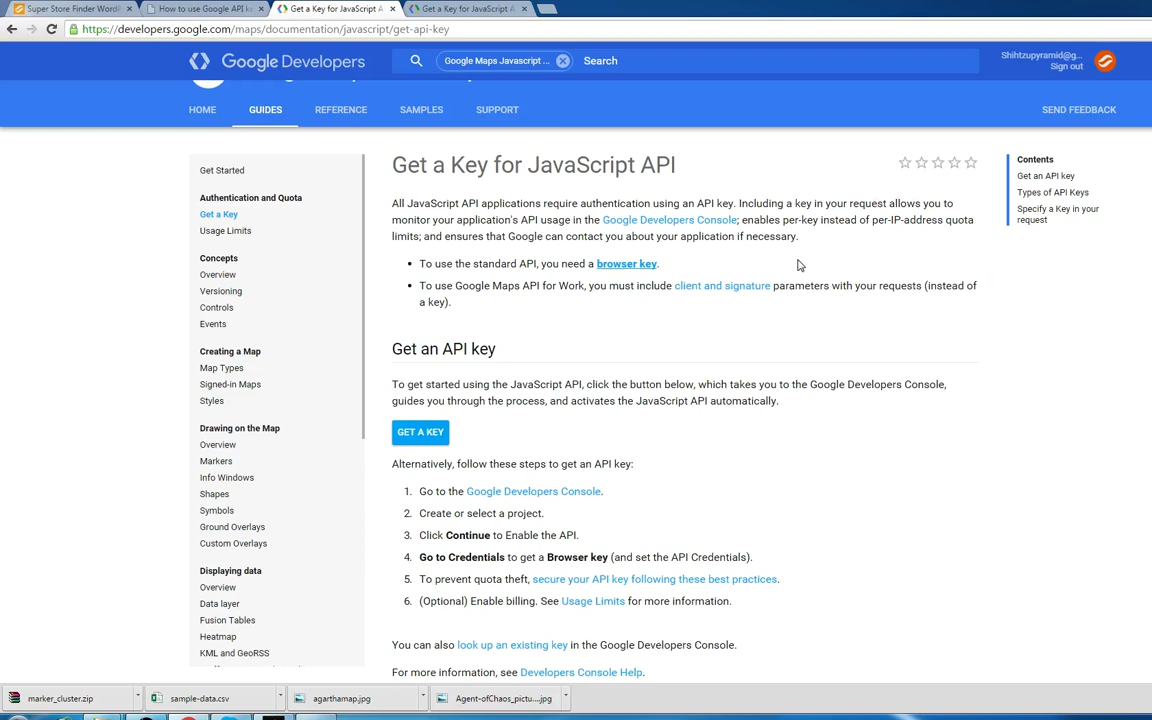 Super Store Finder WordP
How to use Google API ke
Get a Key for JavaScript A
Get a Key for JavaScript A
https://developers.google.com/maps/documentation/javascript/get-api-key
Google Developers
Google Maps Javascript ...
Search
Shihtzupyramid@g...
Sign out
HOME
GUIDES
REFERENCE
SAMPLES
SUPPORT
SEND FEEDBACK
Get Started
Authentication and Quota
Get a Key
Usage Limits
Concepts
Overview
Versioning
Controls
Events
Creating a Map
Map Types
Signed-in Maps
Styles
Drawing on the Map
Overview
Markers
Info Windows
Shapes
Symbols
Ground Overlays
Custom Overlays
Displaying data
Overview
Data layer
Fusion Tables
Heatmap
KML and GeoRSS
Get a Key for JavaScript API
All JavaScript API applications require authentication using an API key. Including a key in your request allows you to
monitor your application's API usage in the Google Developers Console; enables per-key instead of per-IP-address quota
limits; and ensures that Google can contact you about your application if necessary.
• To use the standard API, you need a browser key.
• To use Google Maps API for Work, you must include client and signature parameters with your requests (instead of
a key).
Get an API key
To get started using the JavaScript API, click the button below, which takes you to the Google Developers Console,
guides you through the process, and activates the JavaScript API automatically.
GET A KEY
Alternatively, follow these steps to get an API key:
1. Go to the Google Developers Console.
2. Create or select a project.
3. Click Continue to Enable the API.
4. Go to Credentials to get a Browser key (and set the API Credentials).
5. To prevent quota theft, secure your API key following these best practices.
6. (Optional) Enable billing. See Usage Limits for more information.
You can also look up an existing key in the Google Developers Console.
For more information, see Developers Console Help.
Contents
Get an API key
Types of API Keys
Specify a Key in your
request
marker_cluster.zip
sample-data.csv
agarthamap.jpg
Agent-ofChaos_pictu....jpg